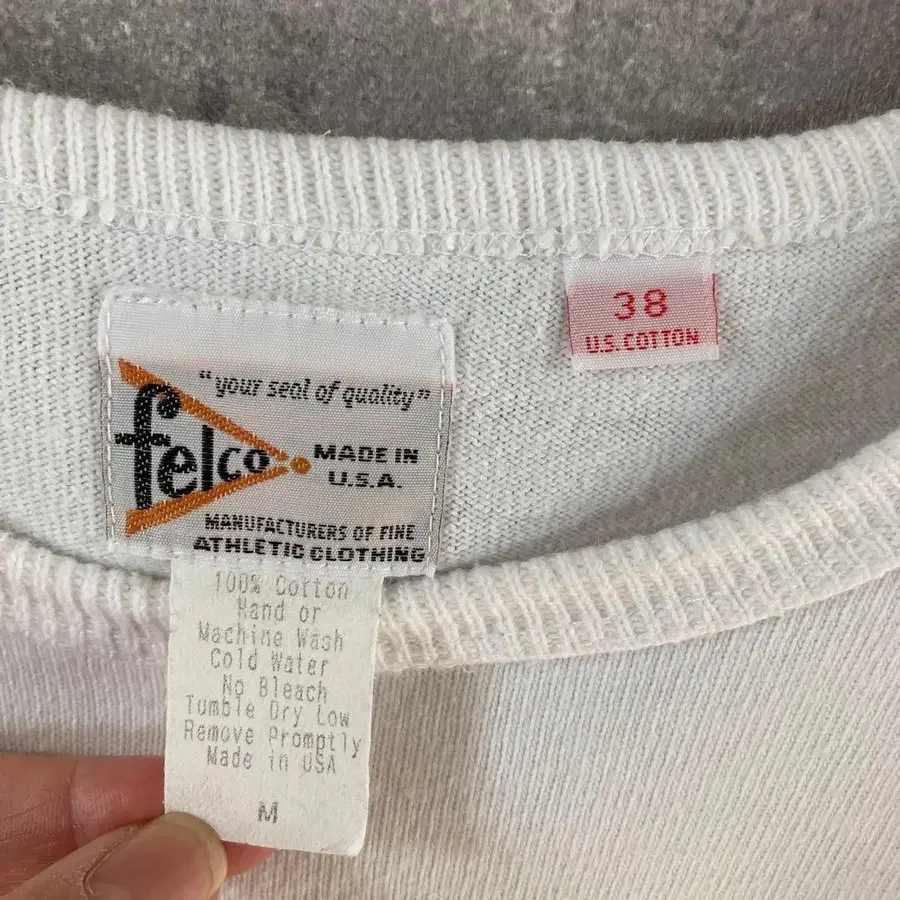 38
U.S. COTTON
"your seal of quality"
felco
MADE IN
U.S.A.
MANUFACTURERS OF FINE
ATHLETIC CLOTHING
100% Cotton
Hand or
Machine Wash
Cold Water
No Bleach
Tumble Dry Low
Remove Promptly
Made in USA
M